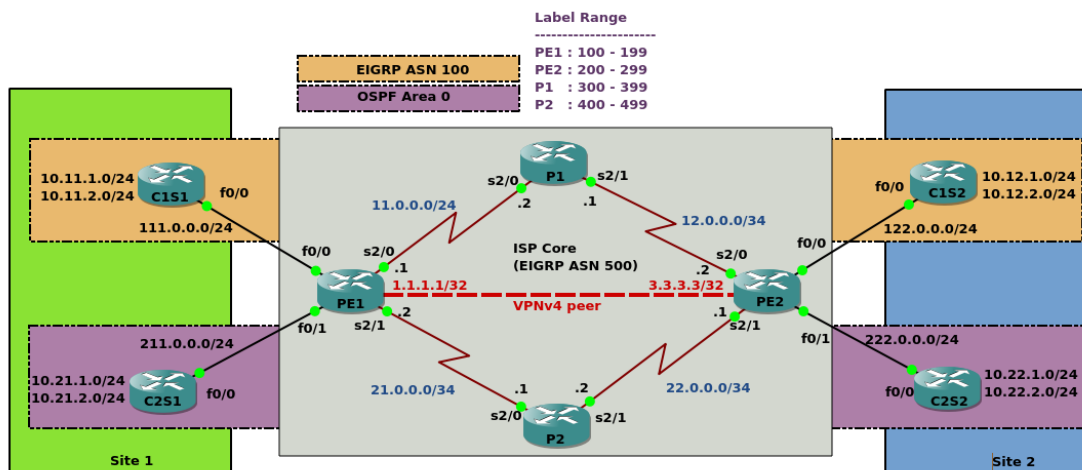 Label Range
----------------------
PE1 : 100 - 199
PE2 : 200 - 299
P1 : 300 - 399
P2 : 400 - 499
EIGRP ASN 100
OSPF Area 0
10.11.1.0/24
10.11.2.0/24
C1S1
f0/0
111.0.0.0/24
f0/0
s2/0
.1
PE1
1.1.1.1/32
f0/1
s2/1
.2
211.0.0.0/24
10.21.1.0/24
10.21.2.0/24
C2S1
f0/0
Site 1
P1
s2/0
.2
s2/1
.1
11.0.0.0/24
12.0.0.0/34
ISP Core
(EIGRP ASN 500)
VPNv4 peer
3.3.3.3/32
21.0.0.0/34
22.0.0.0/34
.1
s2/0
P2
.2
s2/1
s2/0
.2
PE2
.1
s2/1
f0/0
f0/1
f0/0
C1S2
10.12.1.0/24
10.12.2.0/24
122.0.0.0/24
222.0.0.0/24
f0/0
C2S2
10.22.1.0/24
10.22.2.0/24
Site 2